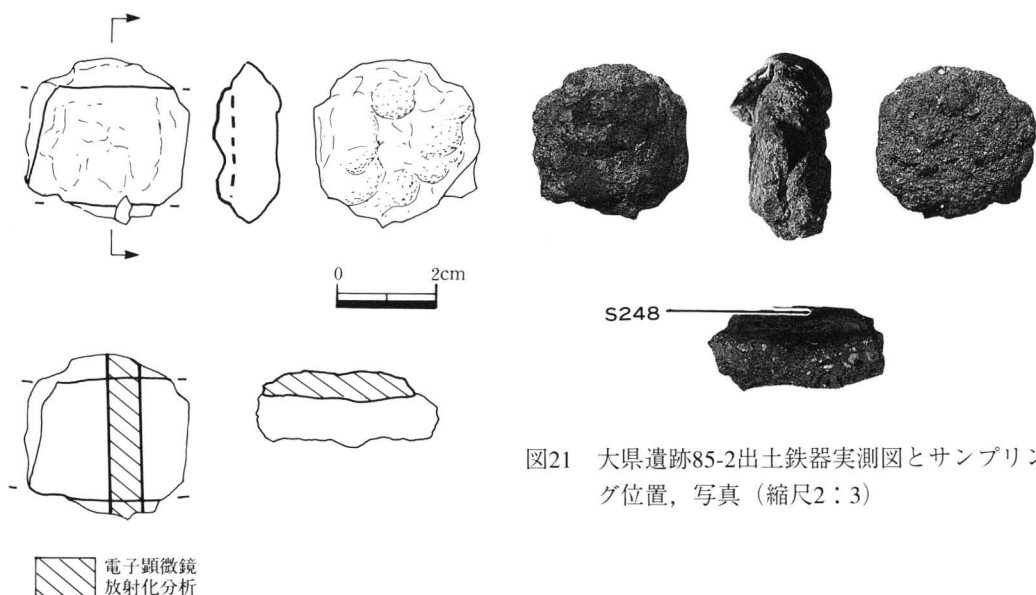 0 2cm
S248
図21 大県遺跡85-2出土鉄器実測図とサンプリン
グ位置，写真（縮尺2：3）
電子顕微鏡
放射化分析